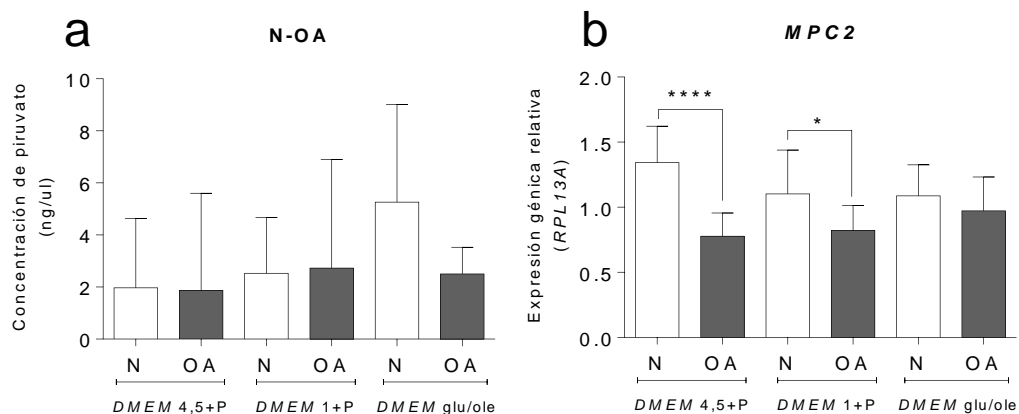 a
N-OA
Concentración de piruvato
(ng/ul)
10
8
6
4
2
0
N
OA
N
OA
N
OA
DMEM 4,5+P
DMEM 1+P
DMEM glu/ole
b
MPC2
Expresión génica relativa
(RPL13A)
2.0
1.5
1.0
0.5
0.0
****
*
N
OA
N
OA
N
OA
DMEM 4,5+P
DMEM 1+P
DMEM glu/ole